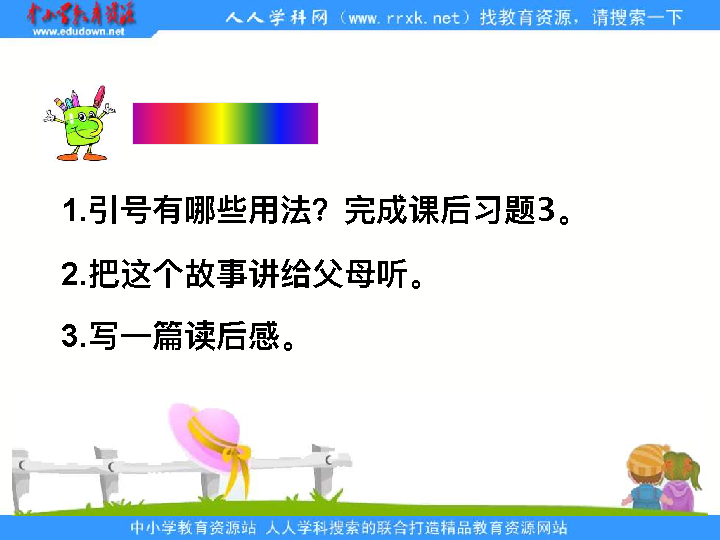 中小学教育资源
www.edudown.net
人人学科网（www.rrxk.net）找教育资源，请搜索一下
1.引号有哪些用法？完成课后习题3。
2.把这个故事讲给父母听。
3.写一篇读后感。
中小学教育资源站 人人学科搜索的联合打造精品教育资源网站